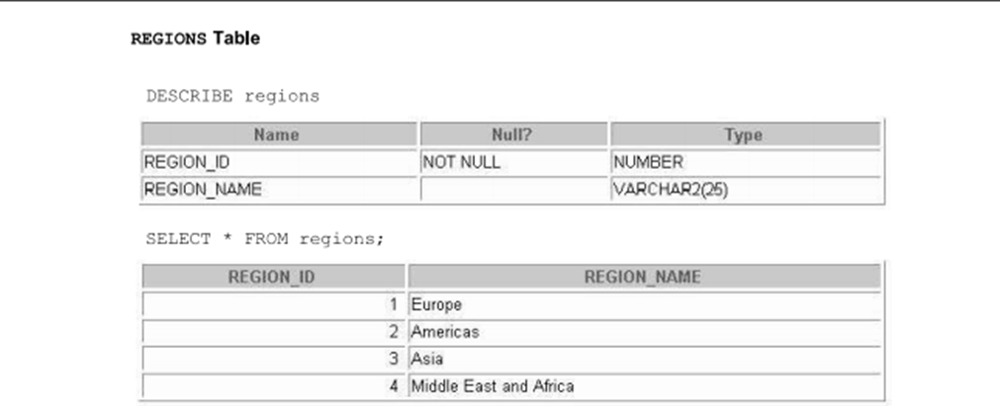 REGIONS Table
DESCRIBE regions
Name Null? Type
REGION_ID NOT NULL NUMBER
REGION_NAME VARCHAR2(25)
SELECT * FROM regions;
REGION_ID REGION_NAME
1 Europe
2 Americas
3 Asia
4 Middle East and Africa